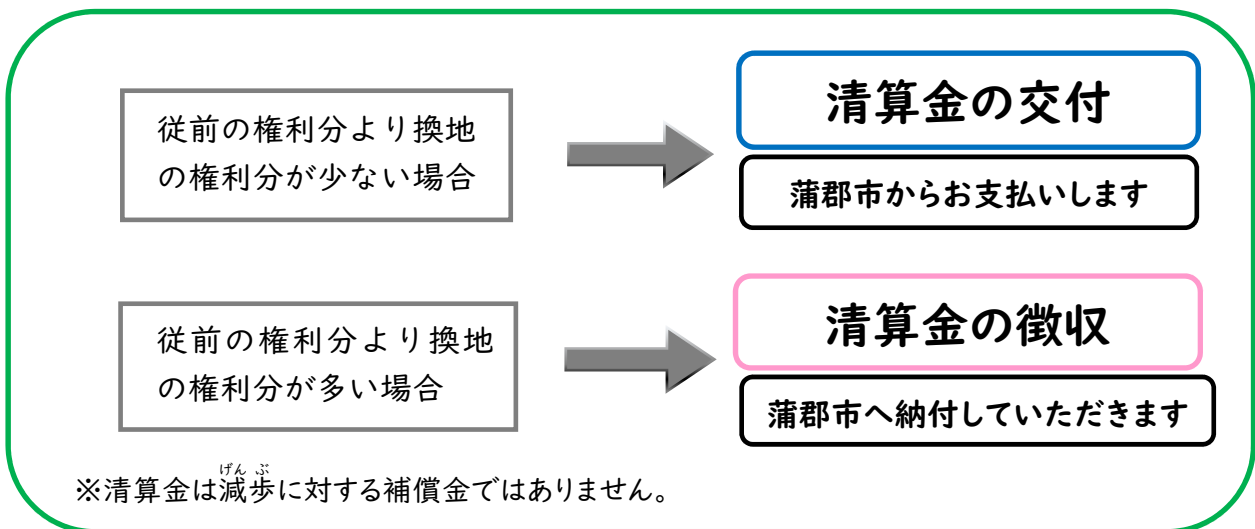 従前の権利分より換地
の権利分が少ない場合
清算金の交付
蒲郡市からお支払いします
従前の権利分より換地
の権利分が多い場合
清算金の徴収
蒲郡市へ納付していただきます
げんぶ
※清算金は減歩に対する補償金ではありません。